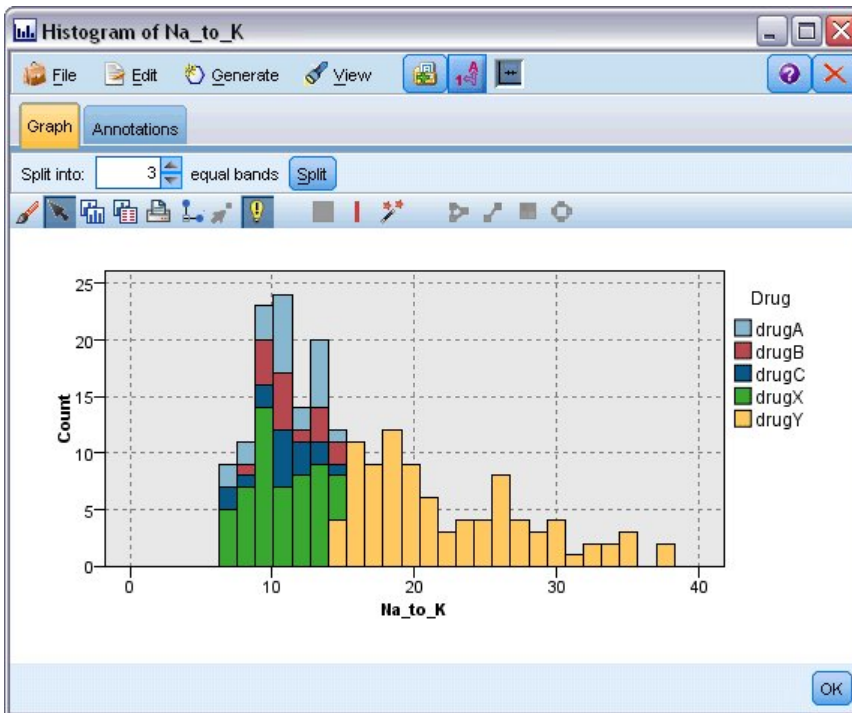 Histogram of Na_to_K
File Edit Generate View
Graph Annotations
Split into: 3 equal bands Split
25
20
15
10
5
0
Count
0 10 20 30 40
Na_to_K
Drug
drugA
drugB
drugC
drugX
drugY
OK